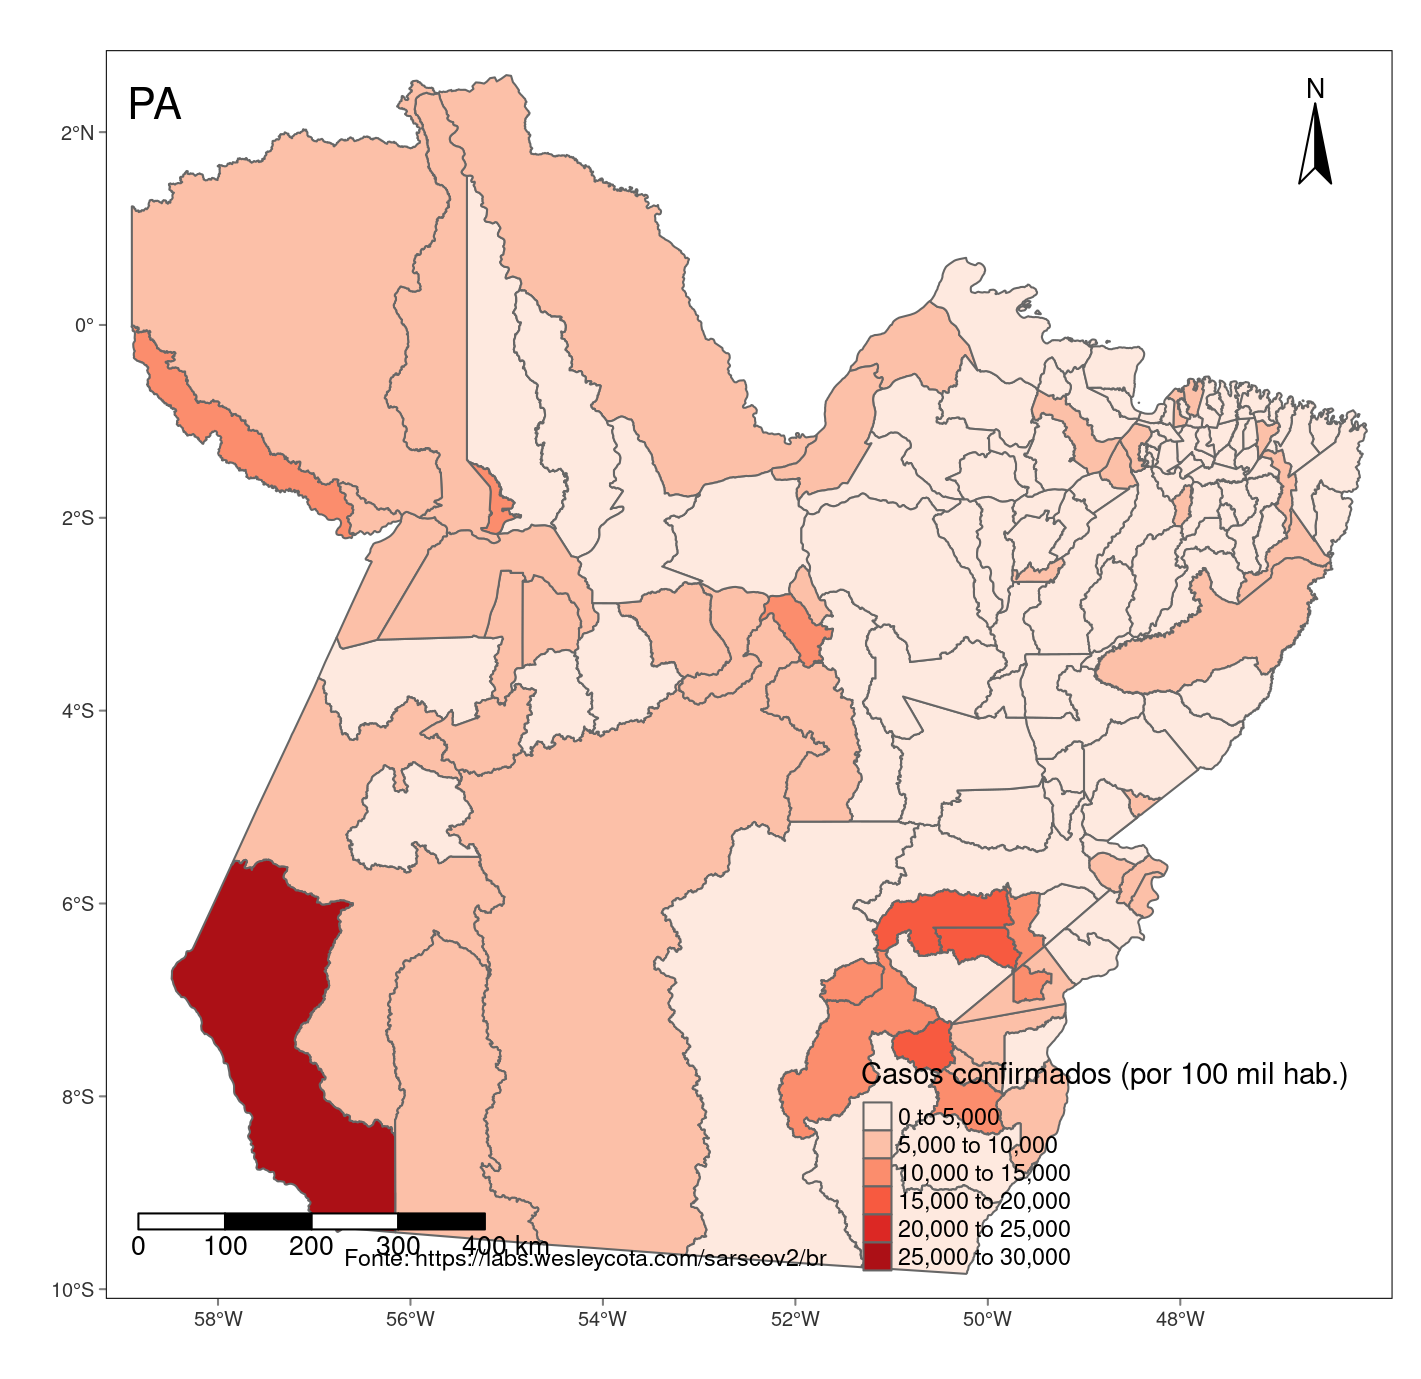 PA
N
2°N
0°
2°S
4°S
6°S
8°S
10°S
Casos confirmados (por 100 mil hab.)
0 to 5,000
5,000 to 10,000
10,000 to 15,000
15,000 to 20,000
20,000 to 25,000
25,000 to 30,000
0 100 200 300 400 km
Fonte: https://labs.wesleycota.com/sarscov2/br
58°W 56°W 54°W 52°W 50°W 48°W